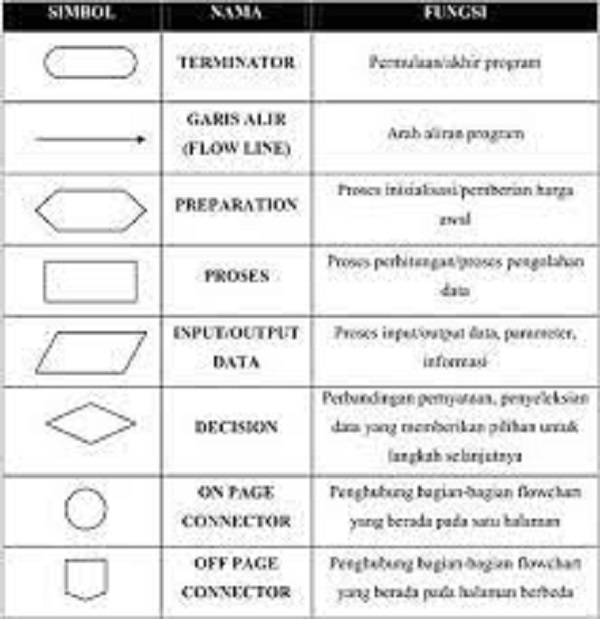 SIMBOL NAMA FUNGSI
TERMINATOR Permulaan/akhir program
GARIS ALIR
(FLOW LINE)
Arah aliran program
PREPARATION
Proses inisialisasi/pemberian harga
awal
PROSES
Proses perhitungan/proses pengolahan
data
INPUT/OUTPUT
DATA
Proses input/output data, parameter,
informasi
DECISION
Perbandingan pernyataan, penyeleksian
data yang memberikan pilihan untuk
langkah selanjutnya
ON PAGE
CONNECTOR
Penghubung bagian-bagian flowchart
yang berada pada satu halaman
OFF PAGE
CONNECTOR
Penghubung bagian-bagian flowchart
yang berada pada halaman berbeda